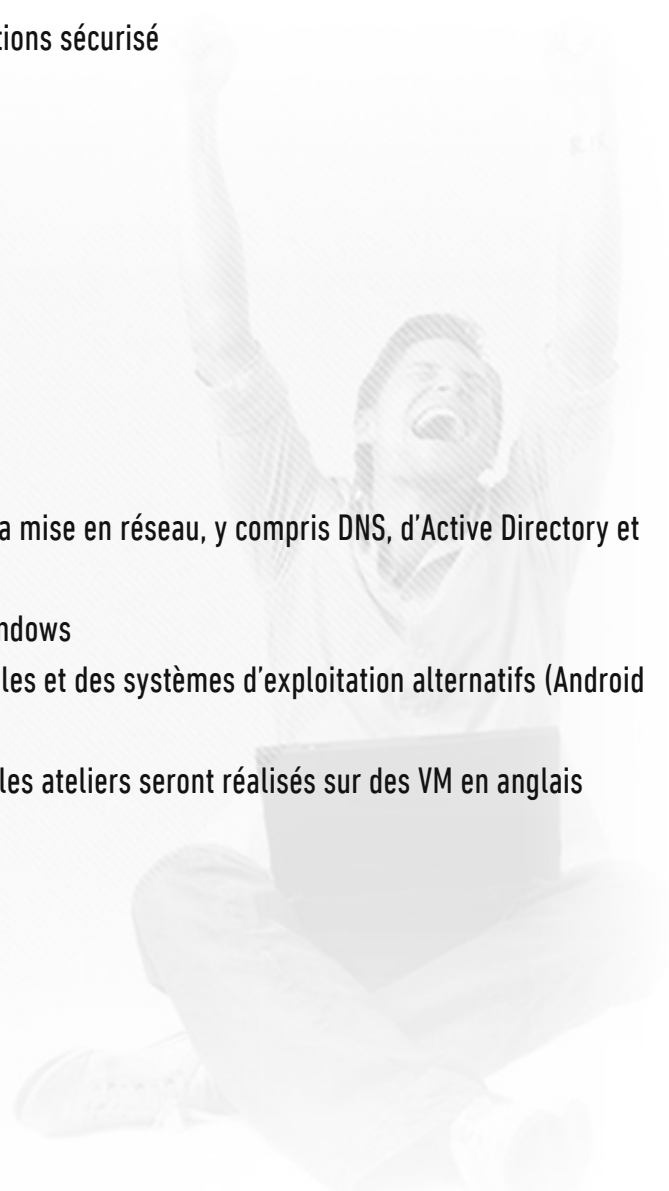 tions sécurisé
a mise en réseau, y compris DNS, d'Active Directory et
ndows
les et des systèmes d'exploitation alternatifs (Android
les ateliers seront réalisés sur des VM en anglais